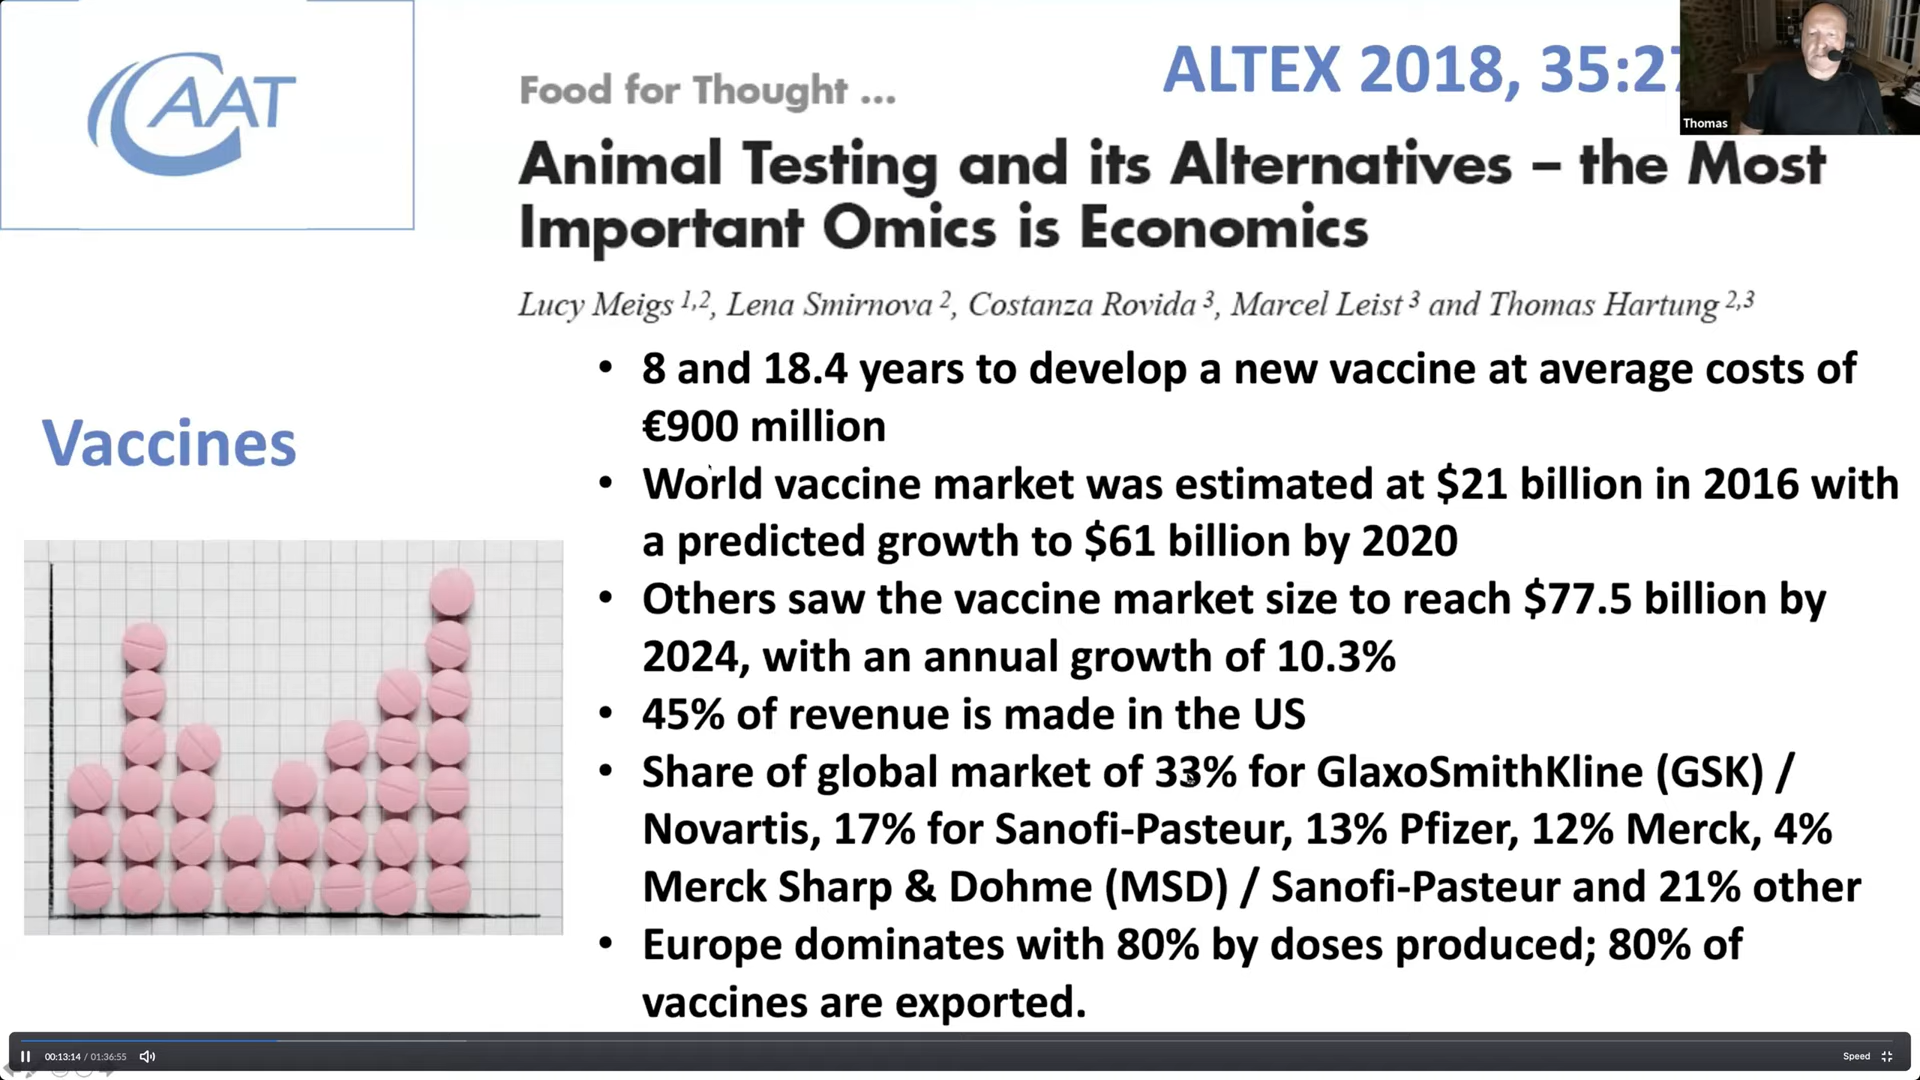 CAAT
Food for Thought ...
ALTEX 2018, 35:27
Thomas
Animal Testing and its Alternatives – the Most
Important Omics is Economics
Lucy Meigs 1,2, Lena Smirnova 2, Costanza Rovida 3, Marcel Leist 3 and Thomas Hartung 2,3
Vaccines
• 8 and 18.4 years to develop a new vaccine at average costs of
€900 million
• World vaccine market was estimated at $21 billion in 2016 with
a predicted growth to $61 billion by 2020
• Others saw the vaccine market size to reach $77.5 billion by
2024, with an annual growth of 10.3%
• 45% of revenue is made in the US
• Share of global market of 33% for GlaxoSmithKline (GSK) /
Novartis, 17% for Sanofi-Pasteur, 13% Pfizer, 12% Merck, 4%
Merck Sharp & Dohme (MSD) / Sanofi-Pasteur and 21% other
• Europe dominates with 80% by doses produced; 80% of
vaccines are exported.
00:13:14 / 01:36:55
Speed